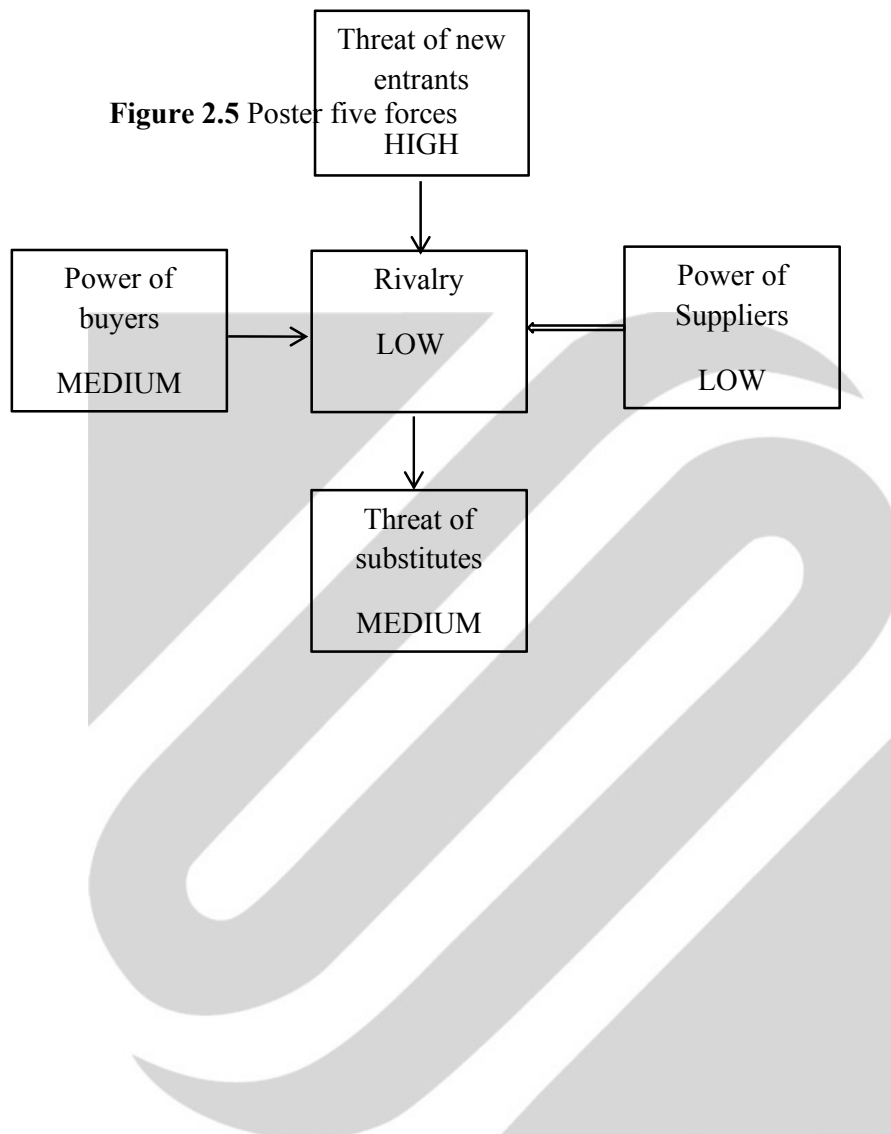 Threat of new
entrants
Figure 2.5 Poster five forces
HIGH
Power of
buyers
MEDIUM
Rivalry
LOW
Power of
Suppliers
LOW
Threat of
substitutes
MEDIUM